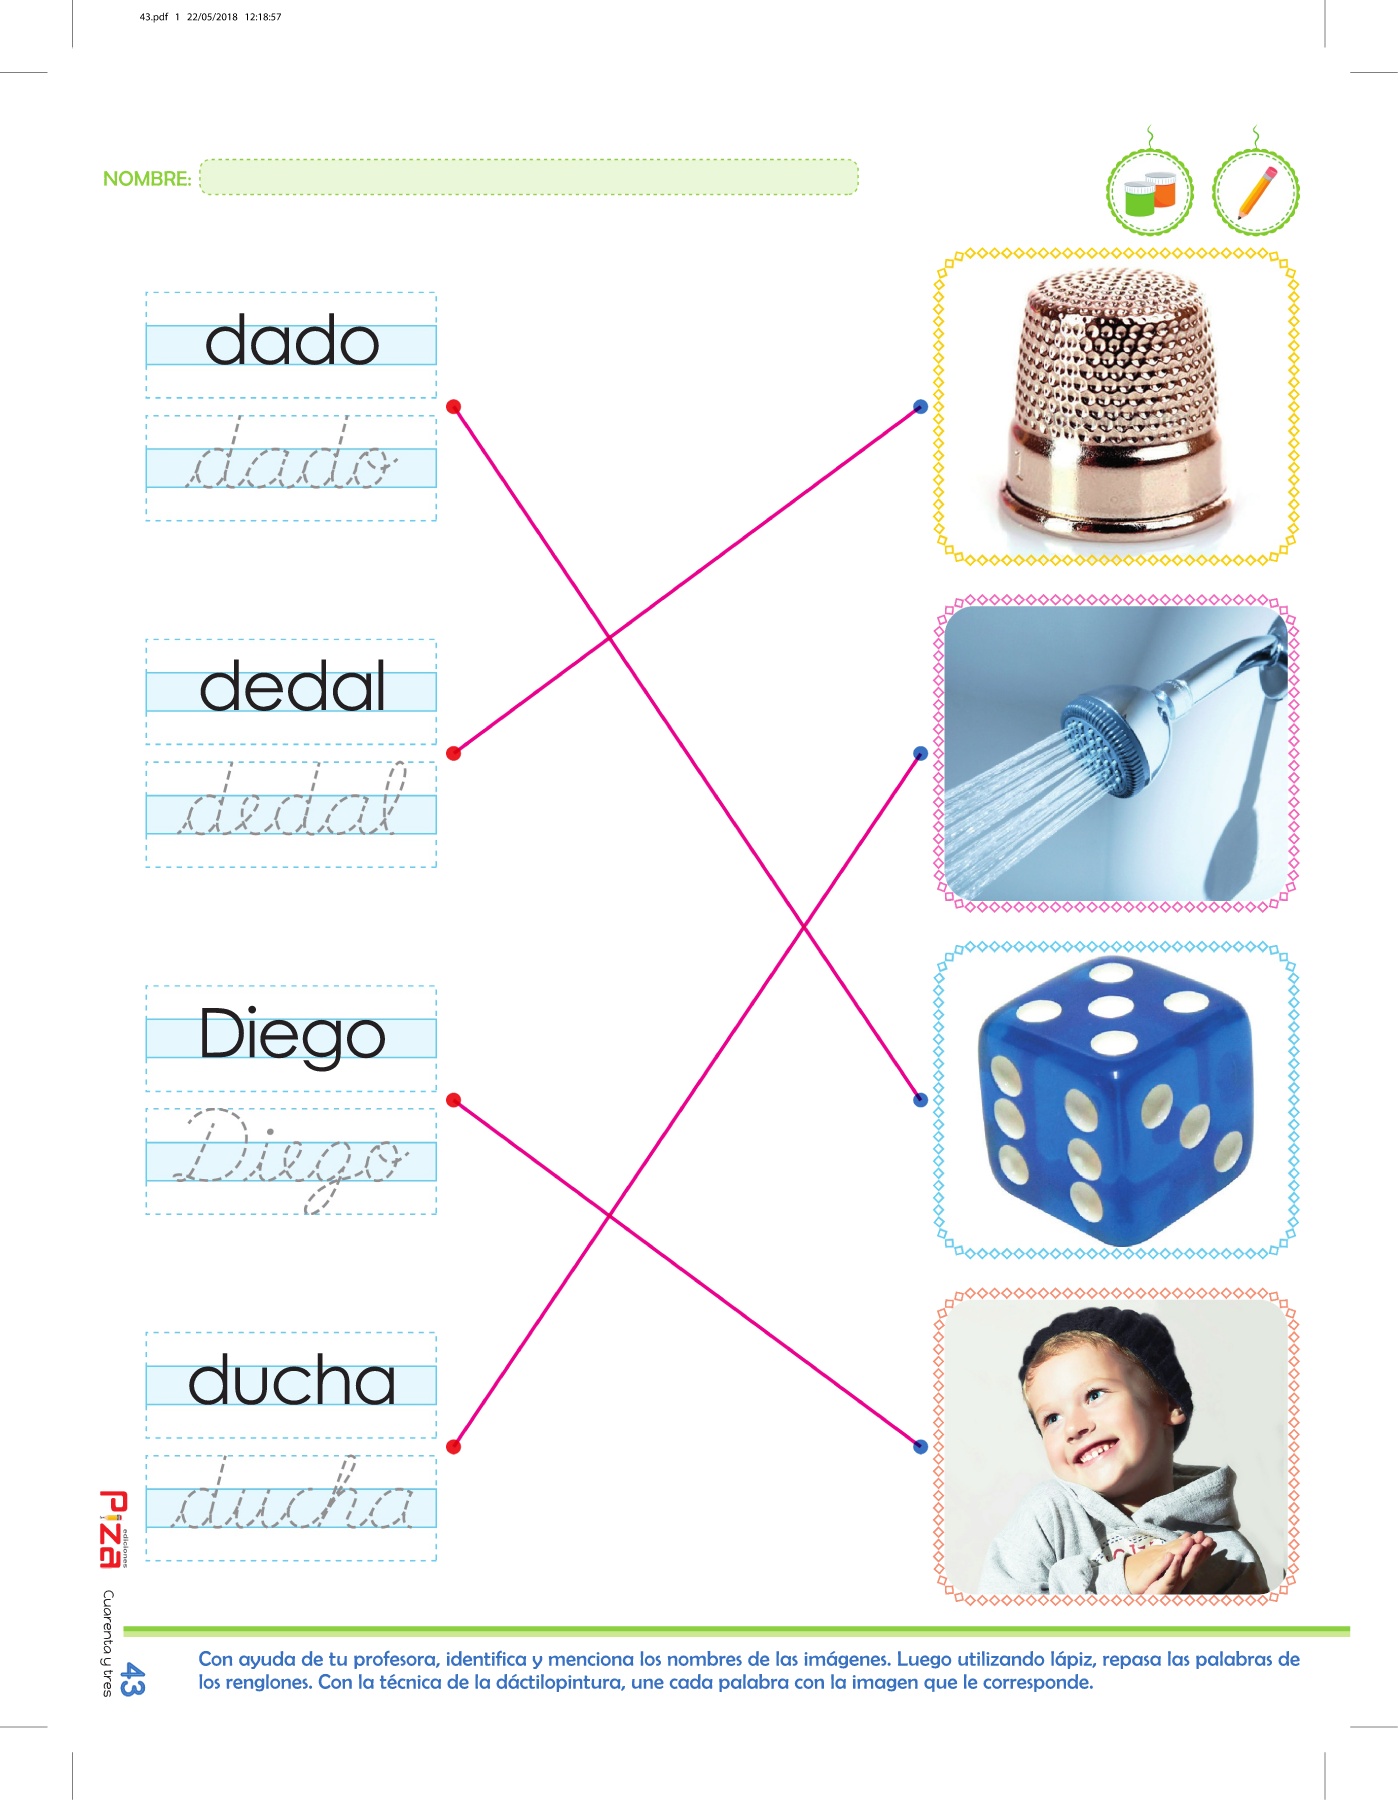 43.pdf 1 22/05/2018 12:18:57
NOMBRE:
dado
dado
dedal
dedal
Diego
Diego
ducha
ducha
Piza
ediciones
Cuarenta y tres
43
Con ayuda de tu profesora, identifica y menciona los nombres de las imágenes. Luego utilizando lápiz, repasa las palabras de
los renglones. Con la técnica de la dáctilopintura, une cada palabra con la imagen que le corresponde.